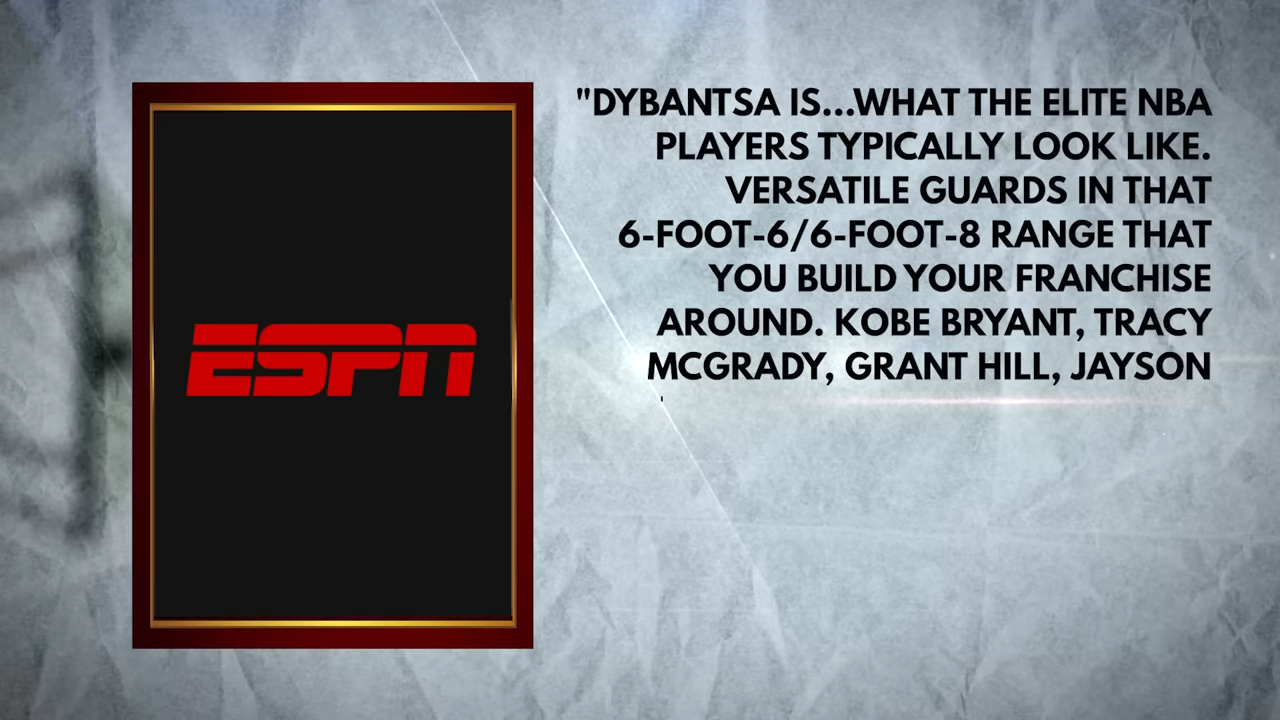 ESPN
"DYBANTSA IS...WHAT THE ELITE NBA
PLAYERS TYPICALLY LOOK LIKE.
VERSATILE GUARDS IN THAT
6-FOOT-6/6-FOOT-8 RANGE THAT
YOU BUILD YOUR FRANCHISE
AROUND. KOBE BRYANT, TRACY
MCGRADY, GRANT HILL, JAYSON